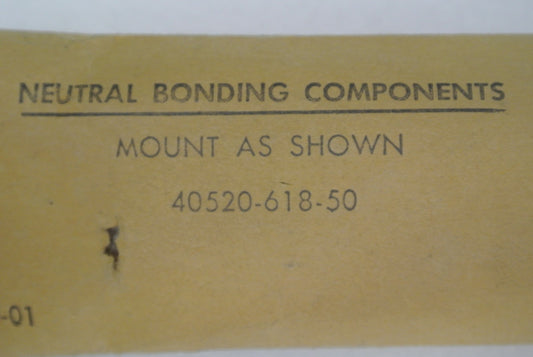 NEUTRAL BONDING COMPONENTS
MOUNT AS SHOWN
40520-618-50
-01